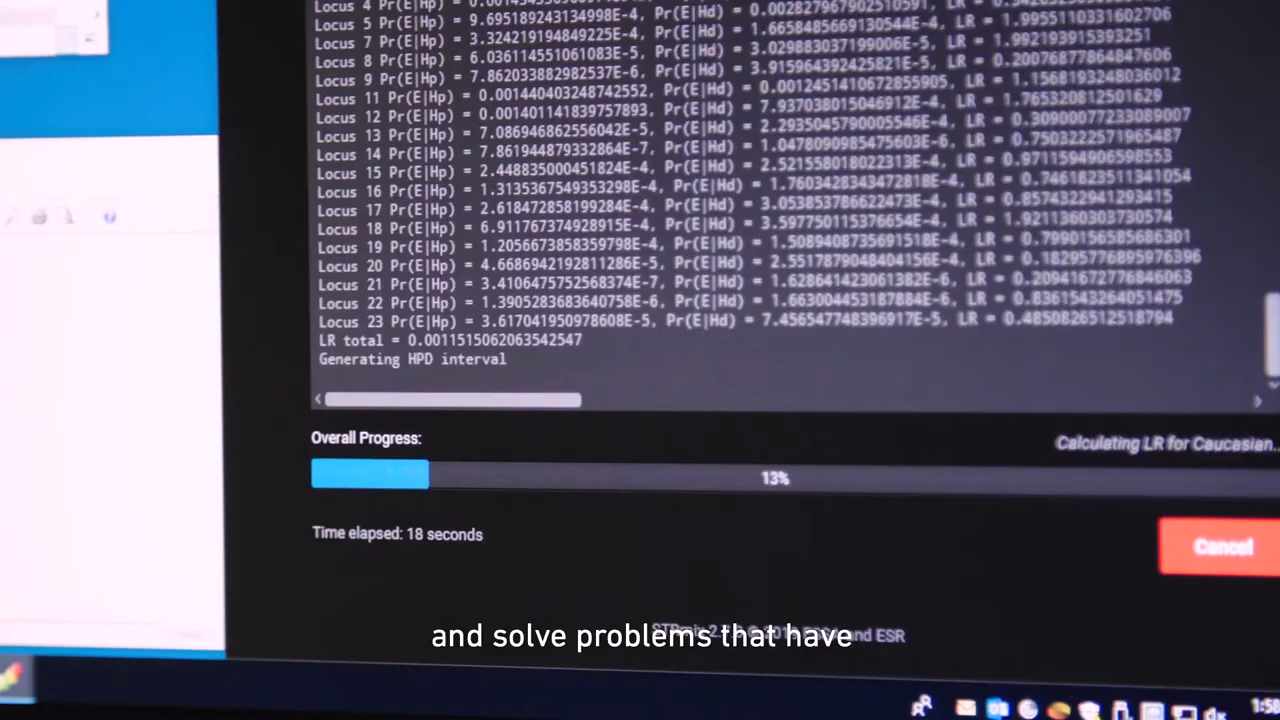 Locus 5 Pr(E|Hp) = 9.695189243134998E-4, Pr(E|Hd) = LR = 1.9955110331602706
Locus 7 Pr(E|Hp) = 3.324219194849225E-4, Pr(E|Hd) = 1.6658485669130544E-4, LR = 1.992193915393251
Locus 8 Pr(E|Hp) = 6.036114551061083E-5, Pr(E|Hd) = 3.029883037199006E-5, LR = 0.20076877864847606
Locus 9 Pr(E|Hp) = 7.862033882982537E-6, Pr(E|Hd) = 3.915964392425821E-5, LR = 1.1568193248036012
Locus 11 Pr(E|Hp) = 0.001440403248742552, Pr(E|Hd) = 0.0012451410672855905, LR = 1.765320812501629
Locus 12 Pr(E|Hp) = 0.001401141839757893, Pr(E|Hd) = 7.937038015046912E-4, LR = 0.30900077233089007
Locus 13 Pr(E|Hp) = 7.086946862556042E-5, Pr(E|Hd) = 2.2935045790005546E-4, LR = 0.7503222571965487
Locus 14 Pr(E|Hp) = 7.861944879332864E-7, Pr(E|Hd) = 1.0478090985475603E-6, LR = 0.97115949065985​53
Locus 15 Pr(E|Hp) = 2.448835000451824E-4, Pr(E|Hd) = 2.521558018022313E-4, LR = 0.7461823511341054
Locus 16 Pr(E|Hp) = 1.3135367549353298E-4, Pr(E|Hd) = 1.7603428343472818E-4, LR = 0.8574322941293415
Locus 17 Pr(E|Hp) = 2.618472858199284E-4, Pr(E|Hd) = 3.053853786622473E-4, LR = 1.9211360303730574
Locus 18 Pr(E|Hp) = 6.911767374928915E-4, Pr(E|Hd) = 3.597750115376654E-4, LR = 0.7990156585686301
Locus 19 Pr(E|Hp) = 1.2056673858359798E-4, Pr(E|Hd) = 1.5089408735691518E-4, LR = 0.18295776895976396
Locus 20 Pr(E|Hp) = 4.6686942192811286E-5, Pr(E|Hd) = 2.5517879048404156E-4, LR = 0.209416772776846063
Locus 21 Pr(E|Hp) = 3.4106475752568374E-7, Pr(E|Hd) = 1.6286414230613​82E-6, LR = 0.8361543264051475
Locus 22 Pr(E|Hp) = 1.3905283683640758E-6, Pr(E|Hd) = 1.6630044531878​84E-6, LR = 0.4850826512518794
Locus 23 Pr(E|Hp) = 3.617041950978608E-5, Pr(E|Hd) = 7.456547748396917E-5,
LR total = 0.0011515062063542547
Generating HPD interval
Overall Progress:
Calculating LR for Caucasian..
13%
Time elapsed: 18 seconds
Cancel
and solve problems that have
and ESR
1:58